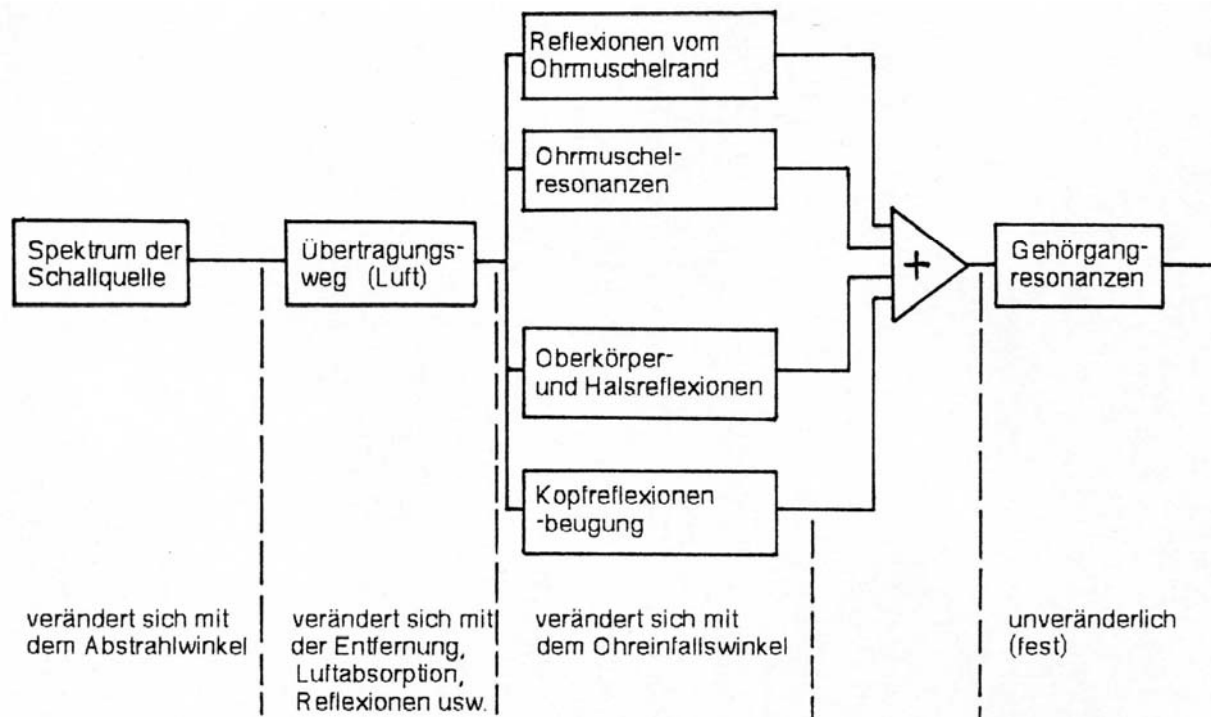 Reflexionen vom
Ohrmuschelrand
Ohrmuschel-
resonanzen
Spektrum der
Schallquelle
Übertragungs-
weg (Luft)
+
Gehörgang-
resonanzen
Oberkörper-
und Halsreflexionen
Kopfreflexionen
-beugung
verändert sich mit
dem Abstrahlwinkel
verändert sich mit
der Entfernung,
Luftabsorption,
Reflexionen usw.
verändert sich mit
dem Ohreinfallswinkel
unveränderlich
(fest)